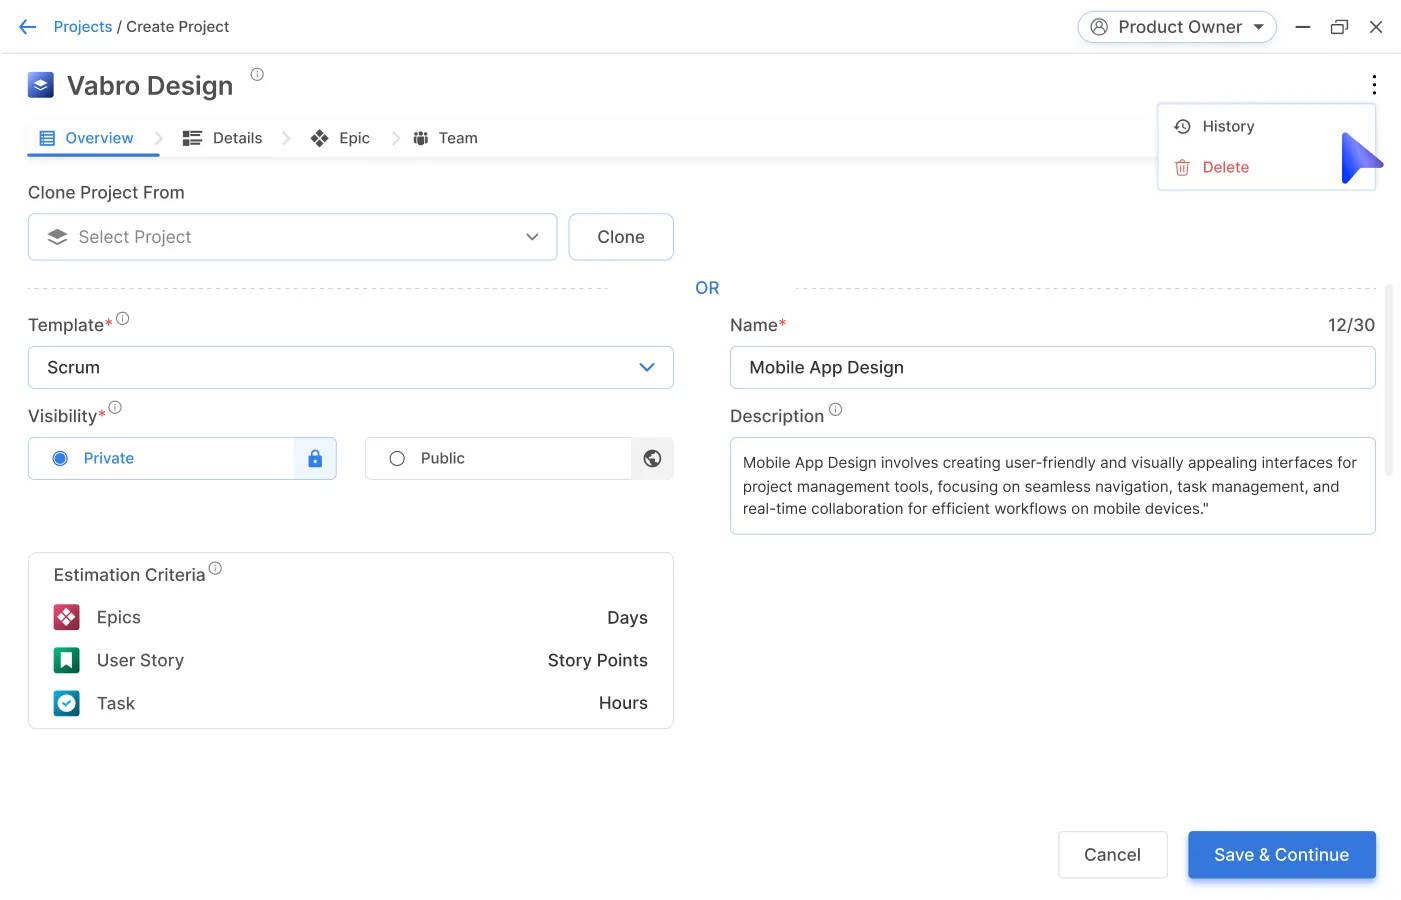 Projects / Create Project
Product Owner
Vabro Design
Overview
Details
Epic
Team
History
Delete
Clone Project From
Select Project
Clone
OR
Template*
Scrum
Name*
12/30
Mobile App Design
Visibility*
Private
Public
Description
Mobile App Design involves creating user-friendly and visually appealing interfaces for
project management tools, focusing on seamless navigation, task management, and
real-time collaboration for efficient workflows on mobile devices."
Estimation Criteria
Epics
Days
User Story
Story Points
Task
Hours
Cancel
Save & Continue